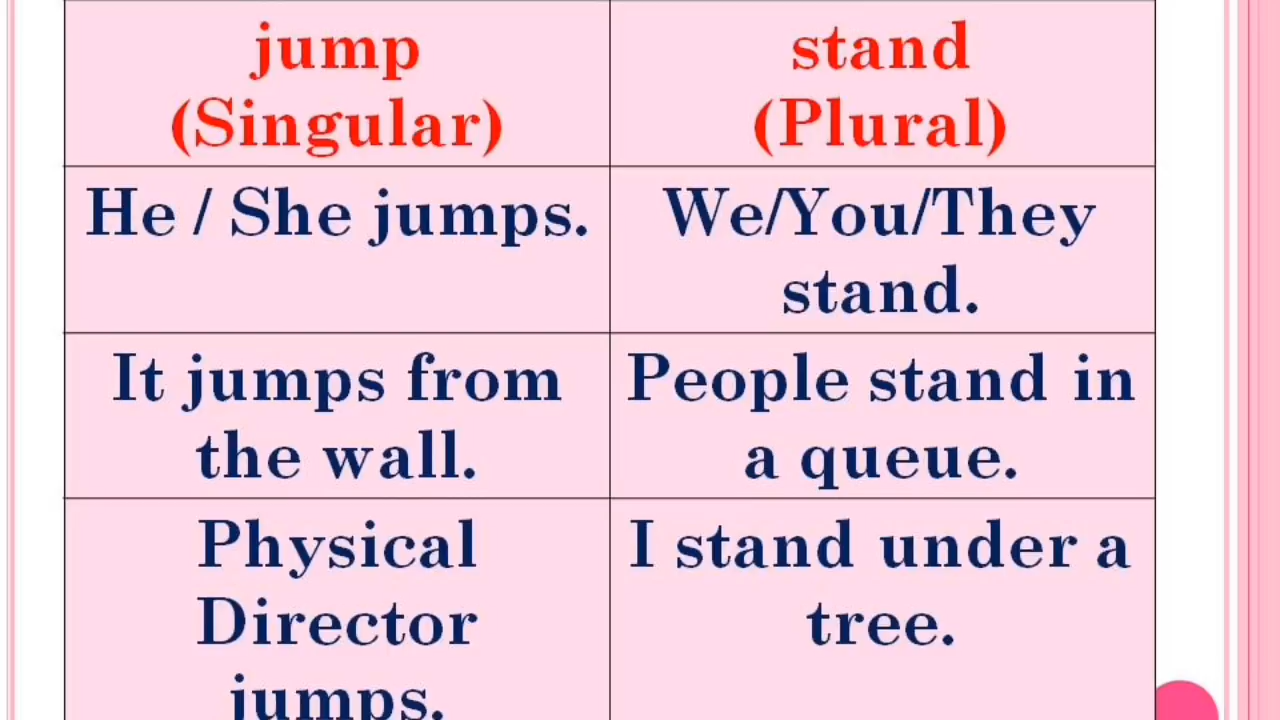 jump
(Singular)
stand
(Plural)
He / She jumps.
We/You/They
stand.
It jumps from
the wall.
People stand in
a queue.
Physical
Director
jumps.
I stand under a
tree.